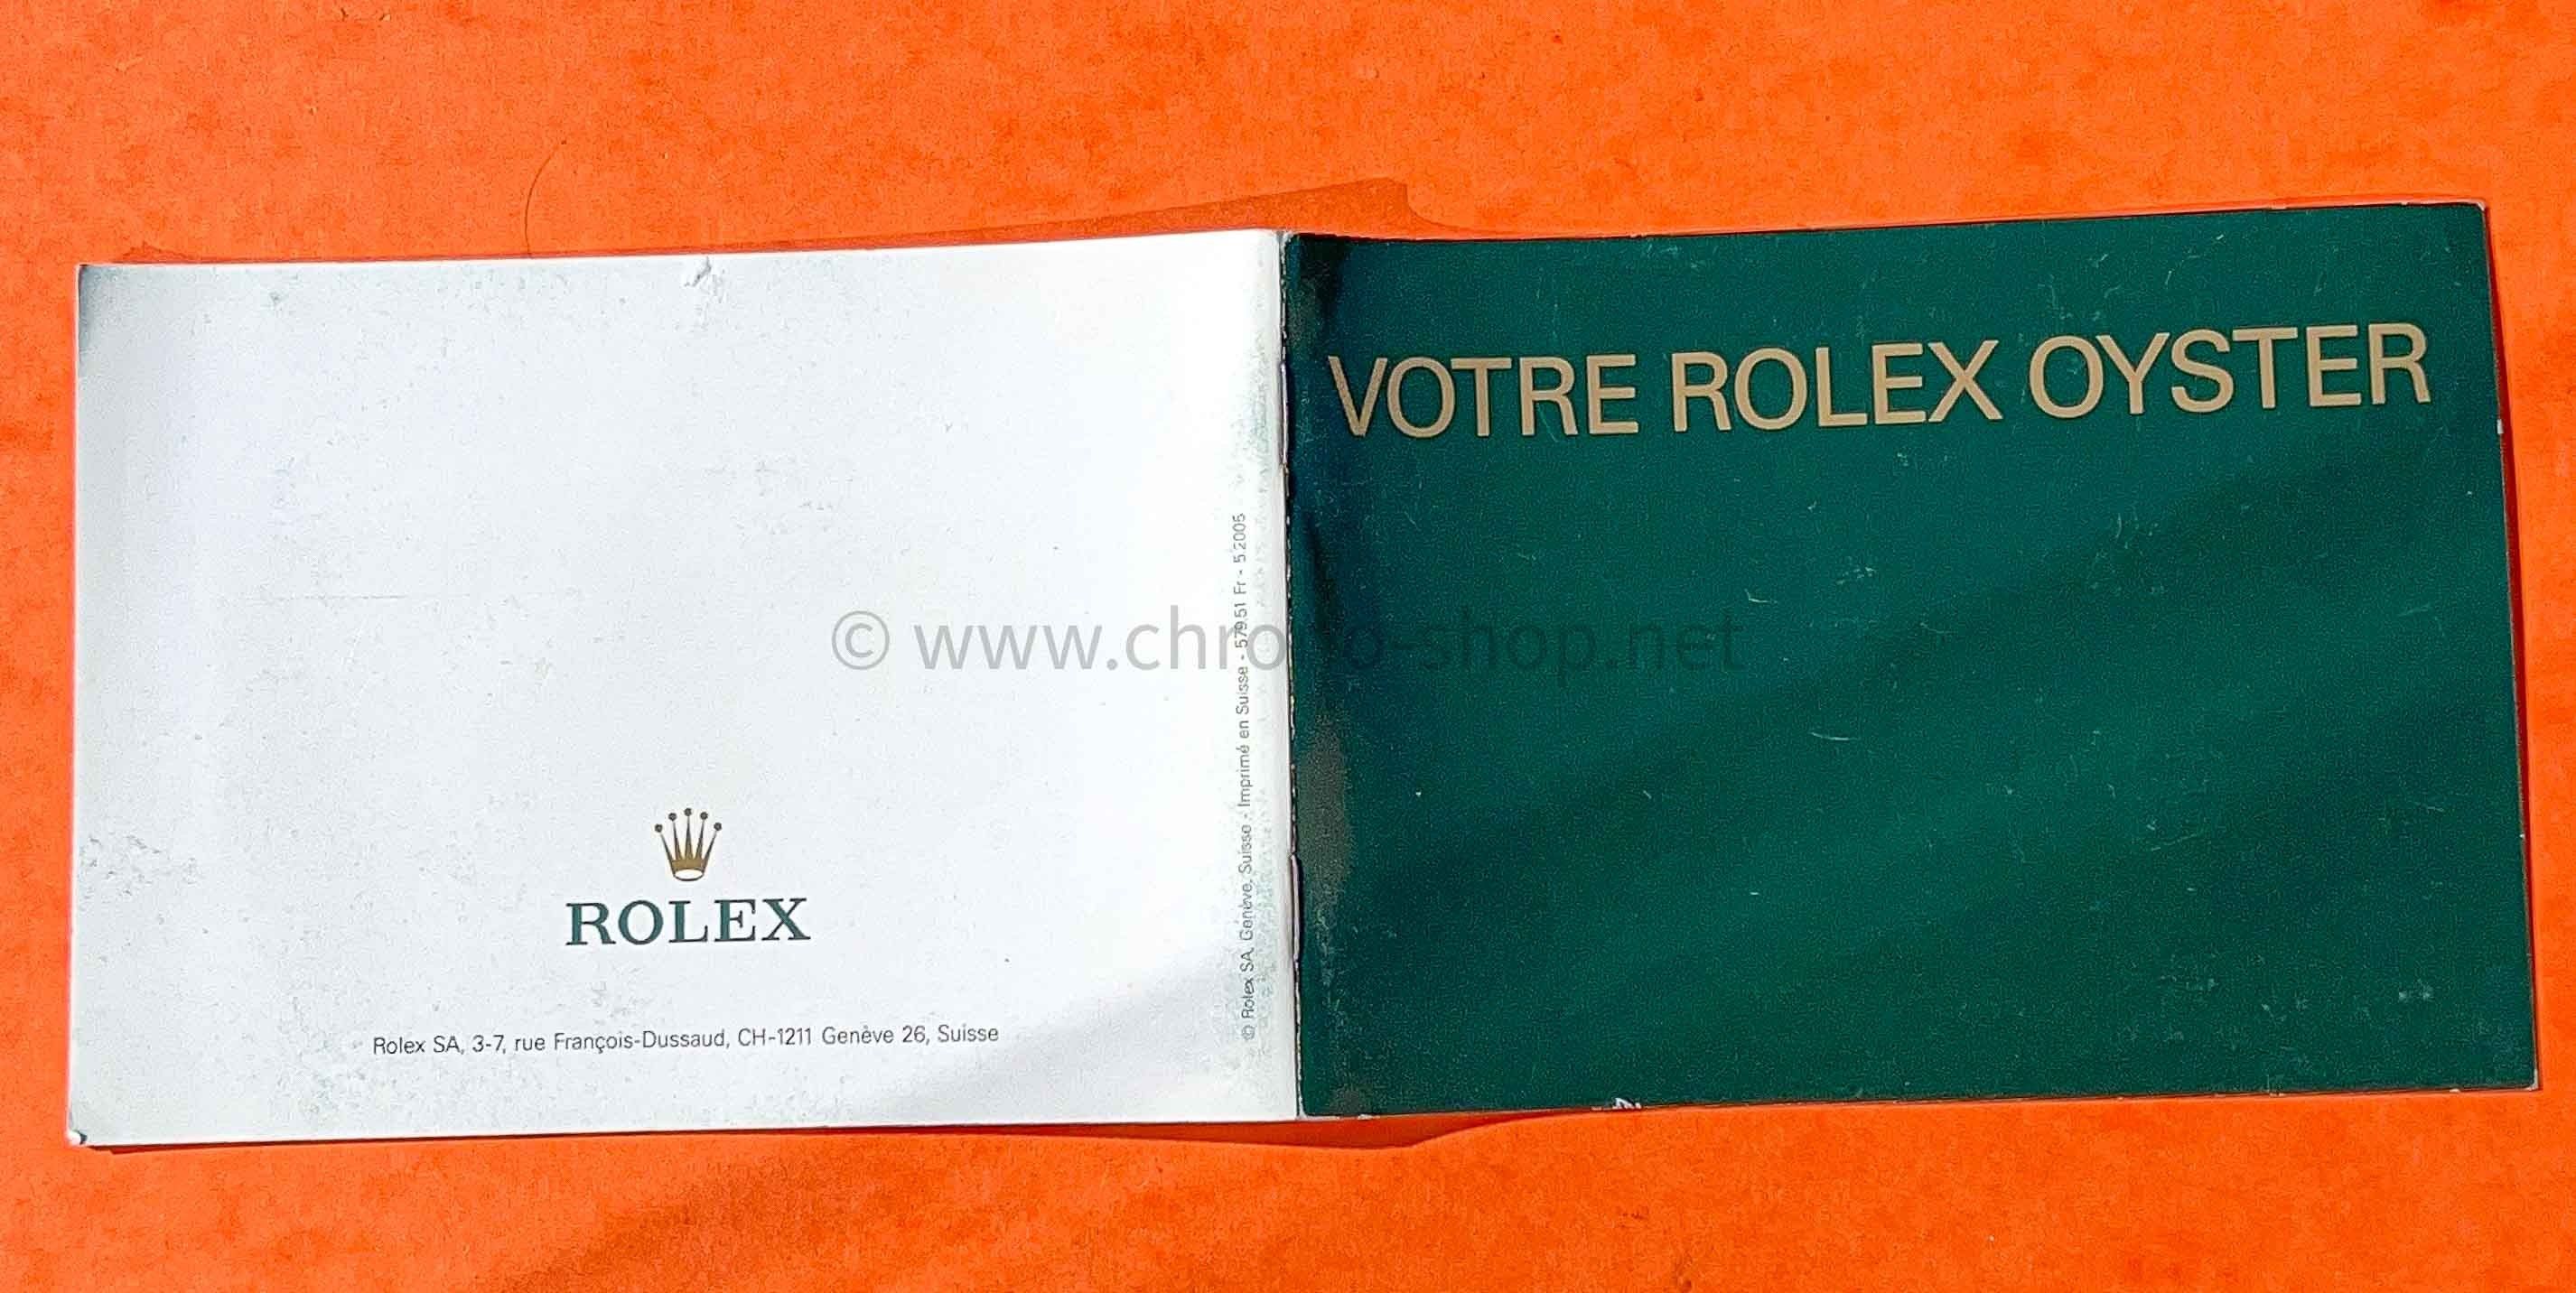 VOTRE ROLEX OYSTER
ROLEX
Rolex SA, 3-7, rue François-Dussaud, CH-1211 Genève 26, Suisse
© Rolex SA, Genève, Suisse - Imprimé en Suisse - 579.51 Fr - 5.2005
© www.chrono-shop.net